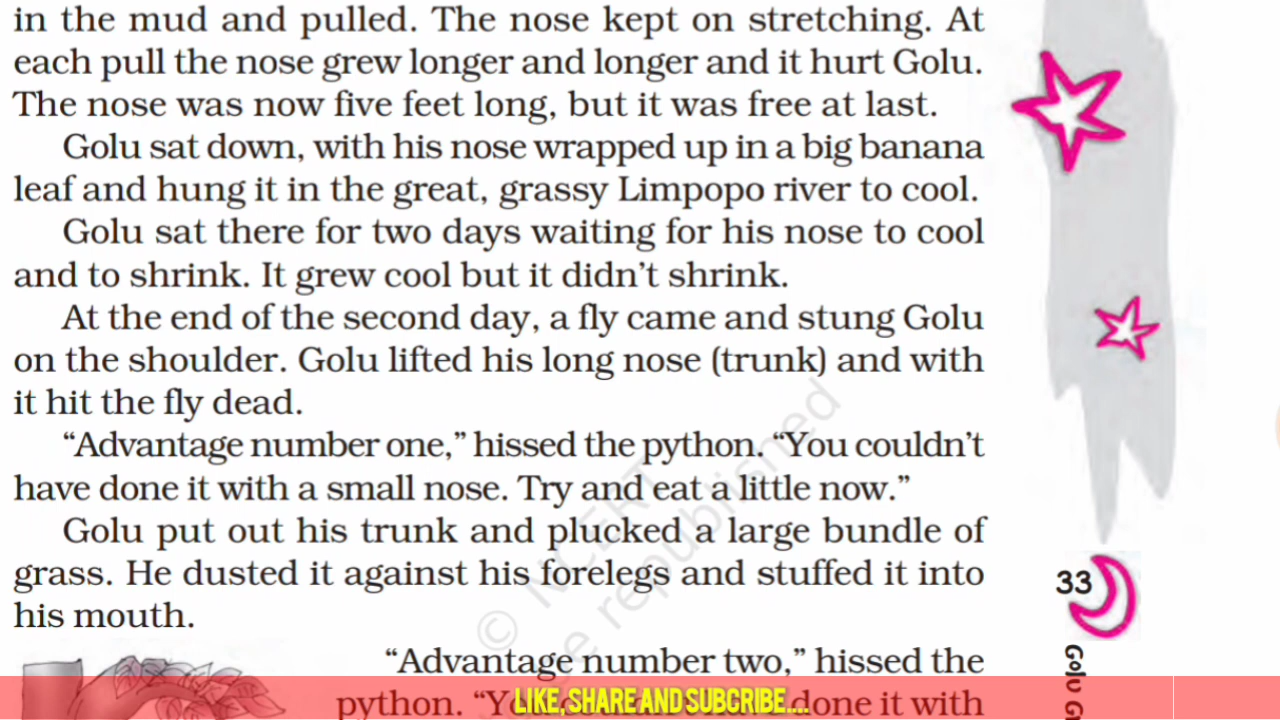 in the mud and pulled. The nose kept on stretching. At
each pull the nose grew longer and longer and it hurt Golu.
The nose was now five feet long, but it was free at last.
Golu sat down, with his nose wrapped up in a big banana
leaf and hung it in the great, grassy Limpopo river to cool.
Golu sat there for two days waiting for his nose to cool
and to shrink. It grew cool but it didn’t shrink.
At the end of the second day, a fly came and stung Golu
on the shoulder. Golu lifted his long nose (trunk) and with
it hit the fly dead.
“Advantage number one,” hissed the python. “You couldn’t
have done it with a small nose. Try and eat a little now.”
Golu put out his trunk and plucked a large bundle of
grass. He dusted it against his forelegs and stuffed it into
his mouth.
“Advantage number two,” hissed the
python. done it with
LIKE, SHARE AND SUBCRIBE....
33
Golu
© NCERT
republished